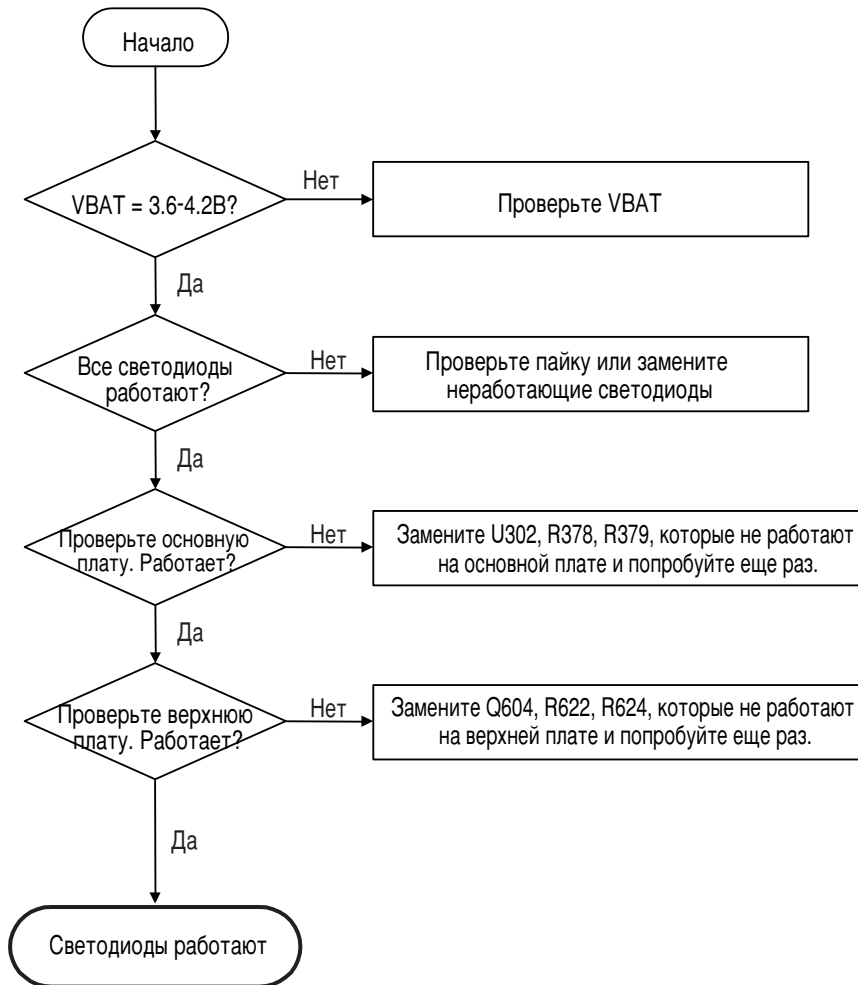 Начало
VBAT = 3.6-4.2В?
Нет
Проверьте VBAT
Да
Все светодиоды
работают?
Нет
Проверьте пайку или замените
неработающие светодиоды
Да
Проверьте основную
плату. Работает?
Нет
Замените U302, R378, R379, которые не работают
на основной плате и попробуйте еще раз.
Да
Проверьте верхнюю
плату. Работает?
Нет
Замените Q604, R622, R624, которые не работают
на верхней плате и попробуйте еще раз.
Да
Светодиоды работают